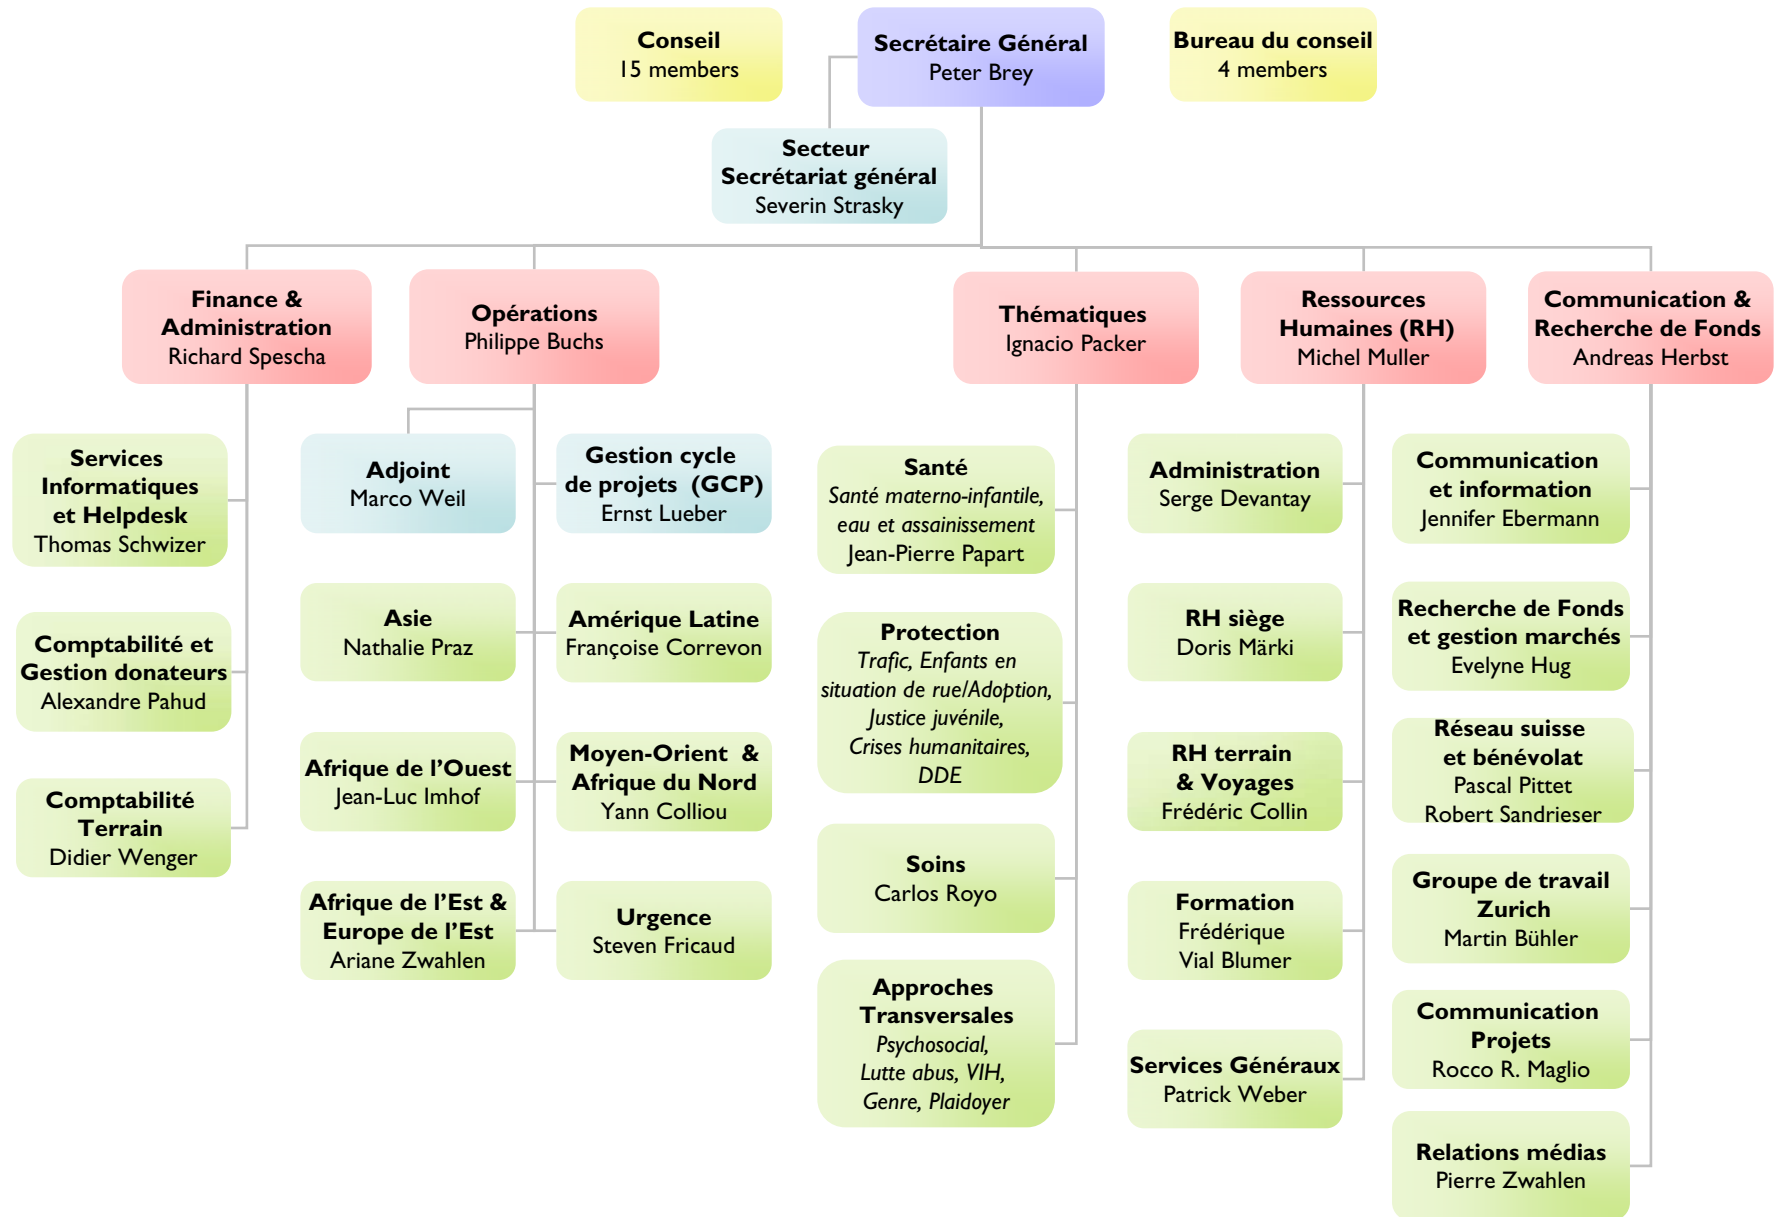 Conseil
15 members
Secrétaire Général
Peter Brey
Bureau du conseil
4 members
Secteur
Secrétariat général
Severin Strasky
Finance &
Administration
Richard Spescha
Opérations
Philippe Buchs
Thématiques
Ignacio Packer
Ressources
Humaines (RH)
Michel Muller
Communication &
Recherche de Fonds
Andreas Herbst
Services
Informatiques
et Helpdesk
Thomas Schwizer
Comptabilité et
Gestion donateurs
Alexandre Pahud
Comptabilité
Terrain
Didier Wenger
Adjoint
Marco Weil
Gestion cycle
de projets (GCP)
Ernst Lueber
Asie
Nathalie Praz
Amérique Latine
Françoise Correvon
Afrique de l'Ouest
Jean-Luc Imhof
Moyen-Orient &
Afrique du Nord
Yann Colliou
Afrique de l'Est &
Europe de l'Est
Ariane Zwahlen
Urgence
Steven Fricaud
Santé
Santé materno-infantile,
eau et assainissement
Jean-Pierre Papart
Protection
Trafic, Enfants en
situation de rue/Adoption,
Justice juvénile,
Crises humanitaires,
DDE
Soins
Carlos Royo
Approches
Transversales
Psychosocial,
Lutte abus, VIH,
Genre, Plaidoyer
Administration
Serge Devantay
RH siège
Doris Märki
RH terrain
& Voyages
Frédéric Collin
Formation
Frédérique
Vial Blumer
Services Généraux
Patrick Weber
Communication
et information
Jennifer Ebermann
Recherche de Fonds
et gestion marchés
Evelyne Hug
Réseau suisse
et bénévolat
Pascal Pittet
Robert Sandrieser
Groupe de travail
Zurich
Martin Bühler
Communication
Projets
Rocco R. Maglio
Relations médias
Pierre Zwahlen